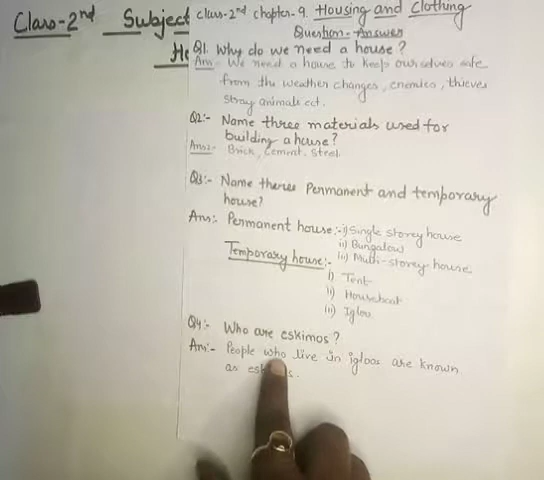 Class-2nd Subject
H
class-2nd chapter-9. Housing and Clothing
Question-Answer
Q1. Why do we need a house?
Ans- We need a house to keep ourselves safe
from the weather changes, enemies, thieves
stray animals ect.
Q2:- Name three materials used for
building a house?
Ans:- Brick, Cement, Steel.
Q3:- Name theree Permanent and temporary
house?
Ans:- Permanent house:- i) Single storey house
ii) Bungalow
iii) Multi-storey house
Temporary house:-
i) Tent
ii) Houseboat
iii) Iglou
Q4:- Who are eskimos?
Ans:- People who live in igloos are known
as